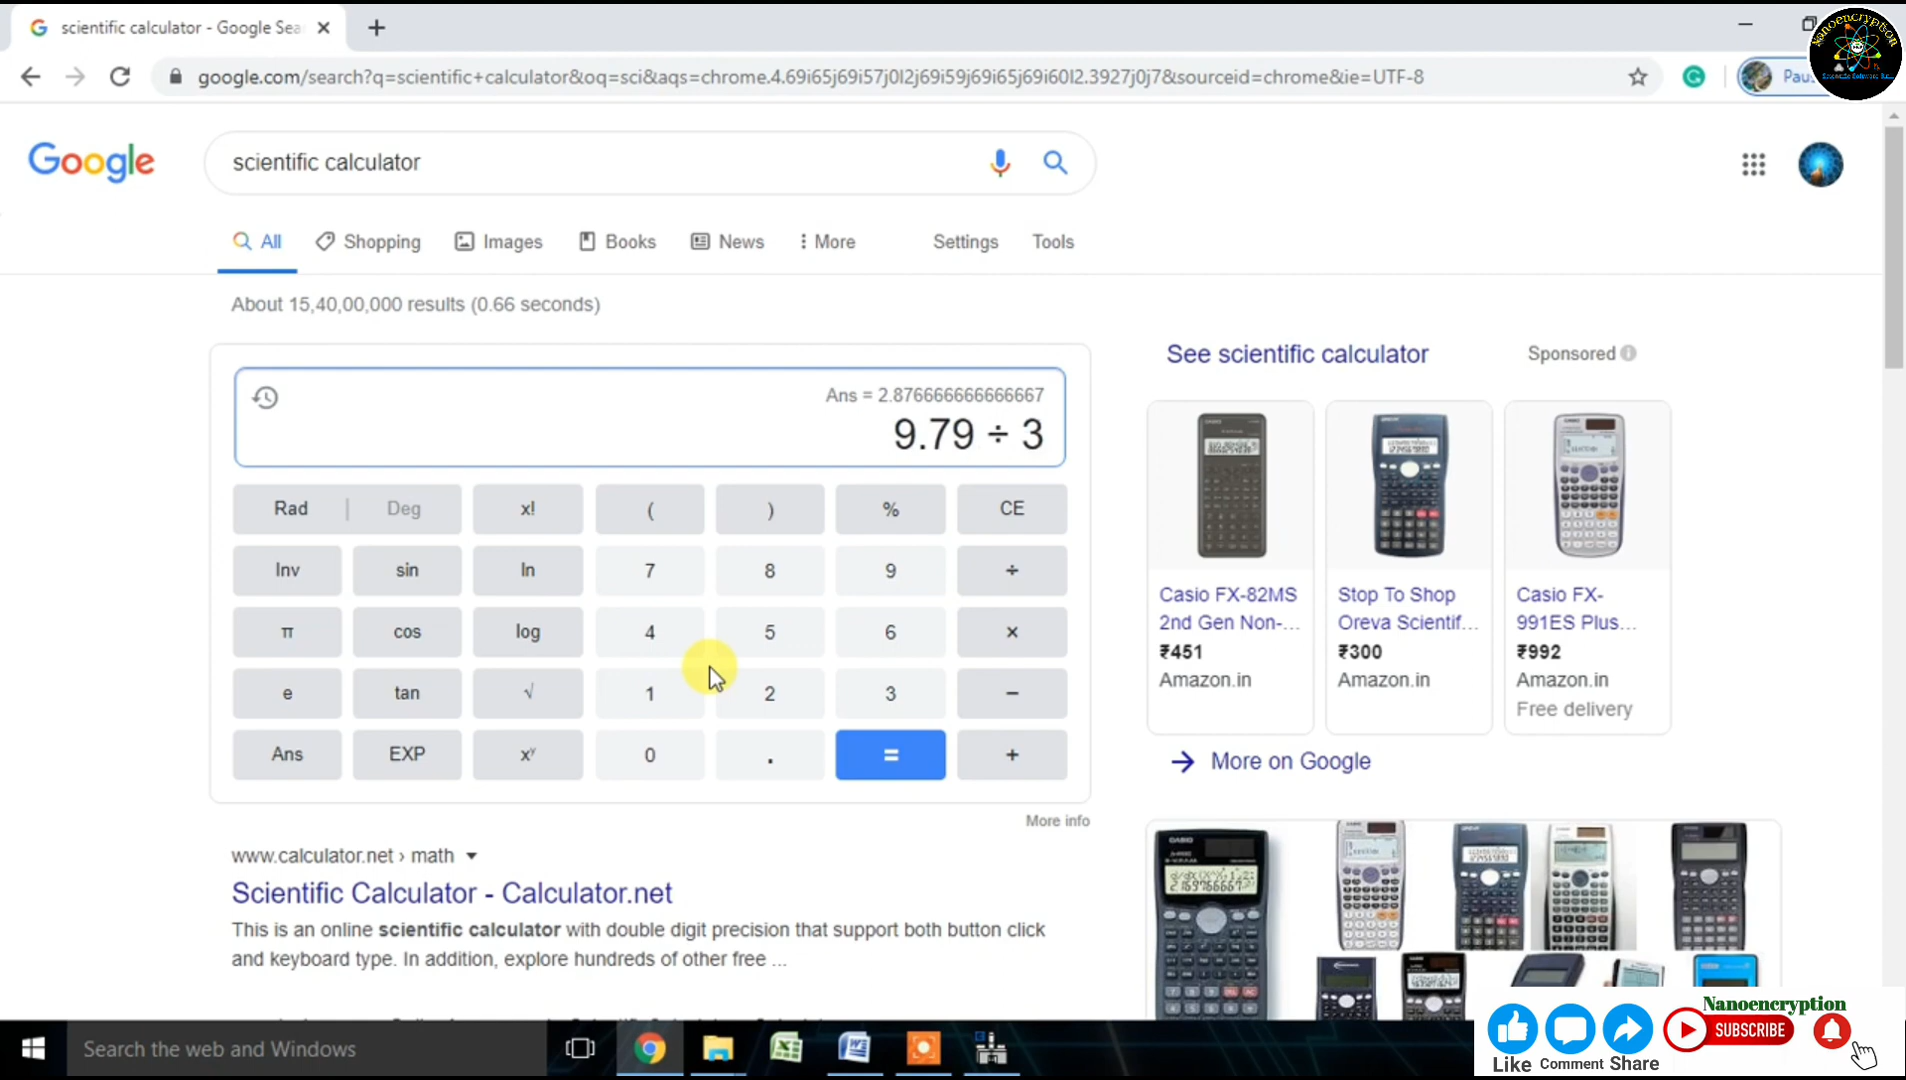 scientific calculator - Google Sea
google.com/search?q=scientific+calculator&oq=sci&aqs=chrome.4.69i65j69i57j0l2j69i59j69i65j69i60l2.3927j0j7&sourceid=chrome&ie=UTF-8
Nanoencryption
Google
scientific calculator
All Shopping Images Books News More Settings Tools
About 15,40,00,000 results (0.66 seconds)
Ans = 2.876666666666667
9.79 ÷ 3
Rad | Deg x! ( ) % CE
Inv sin ln 7 8 9 ÷
π cos log 4 5 6 ×
e tan √ 1 2 3 −
Ans EXP xʸ 0 . = +
More info
See scientific calculator Sponsored
Casio FX-82MS
2nd Gen Non-...
₹451
Amazon.in
Stop To Shop
Oreva Scientif...
₹300
Amazon.in
Casio FX-
991ES Plus...
₹992
Amazon.in
Free delivery
More on Google
www.calculator.net › math
Scientific Calculator - Calculator.net
This is an online scientific calculator with double digit precision that support both button click
and keyboard type. In addition, explore hundreds of other free ...
CASIO
Nanoencryption
SUBSCRIBE
Like Comment Share
Search the web and Windows